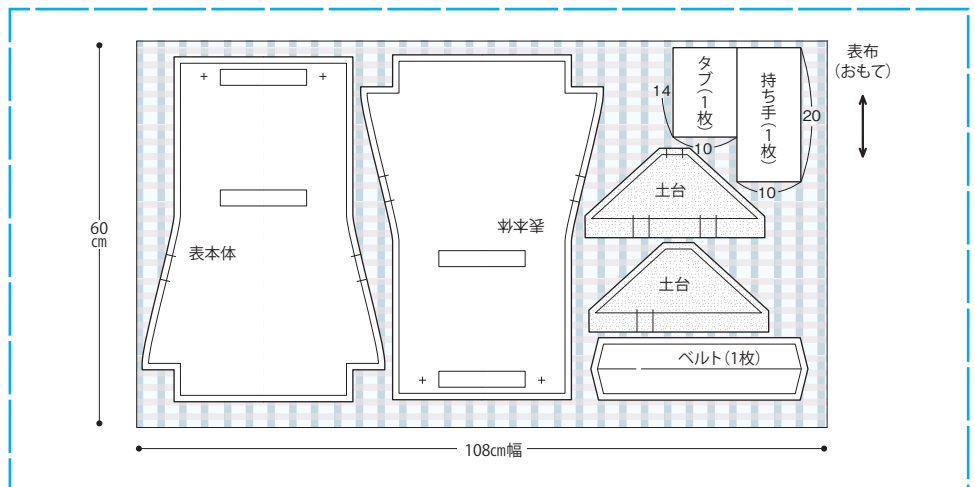 表布
(おもて)
タブ(1枚)
14
10
持ち手(1枚)
20
10
土台
表本体
表本体
土台
ベルト(1枚)
60
cm
108cm幅